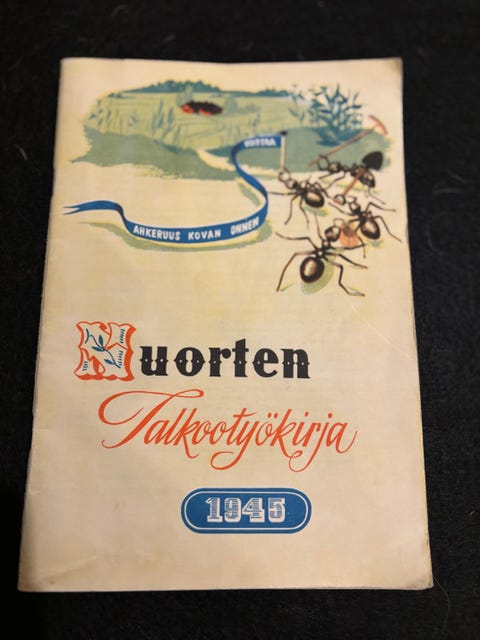 AHKERUUS KOVAN ONNEN VOITTAA
Nuorten
Talkootyökirja
1945